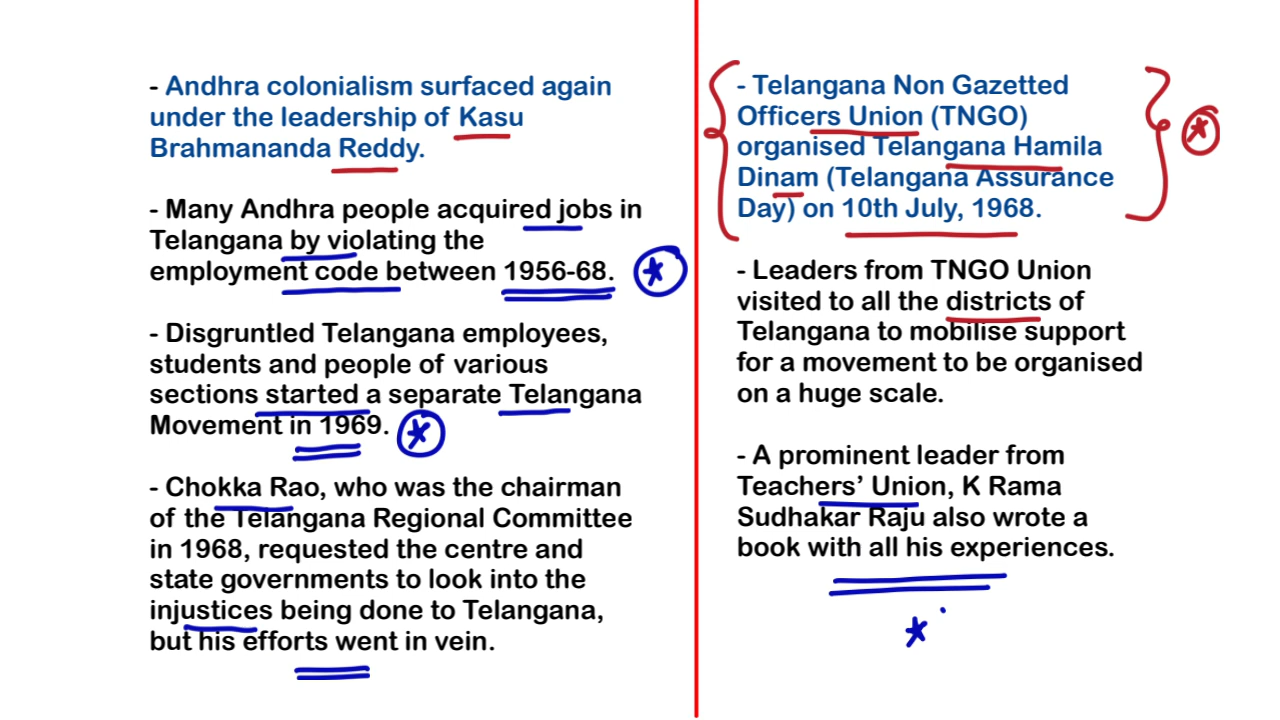 - Andhra colonialism surfaced again
under the leadership of Kasu
Brahmananda Reddy.
- Many Andhra people acquired jobs in
Telangana by violating the
employment code between 1956-68.
- Disgruntled Telangana employees,
students and people of various
sections started a separate Telangana
Movement in 1969.
- Chokka Rao, who was the chairman
of the Telangana Regional Committee
in 1968, requested the centre and
state governments to look into the
injustices being done to Telangana,
but his efforts went in vein.
- Telangana Non Gazetted
Officers Union (TNGO)
organised Telangana Hamila
Dinam (Telangana Assurance
Day) on 10th July, 1968.
- Leaders from TNGO Union
visited to all the districts of
Telangana to mobilise support
for a movement to be organised
on a huge scale.
- A prominent leader from
Teachers’ Union, K Rama
Sudhakar Raju also wrote a
book with all his experiences.